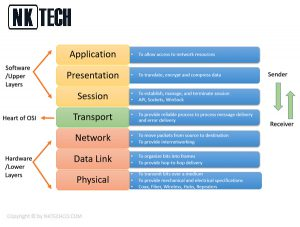 NK TECH
Software
/Upper
Layers
Application
To allow access to network resources
Presentation
To translate, encrypt and compress data
Session
To establish, manage, and terminate session
API, Sockets, WinSock
Sender
Receiver
Heart of OSI
Transport
To provide reliable process to process message delivery
and error delivery
Network
To move packets from source to destination
To provide internetworking
Hardware
/Lower
Layers
Data Link
To organize bits into frames
To provide hop-to-hop delivery
Physical
To transmit bits over a medium
To provide mechanical and electrical specifications
Coax, Fiber, Wireless, Hubs, Repeaters
Copyright © by NKTECHCO.COM